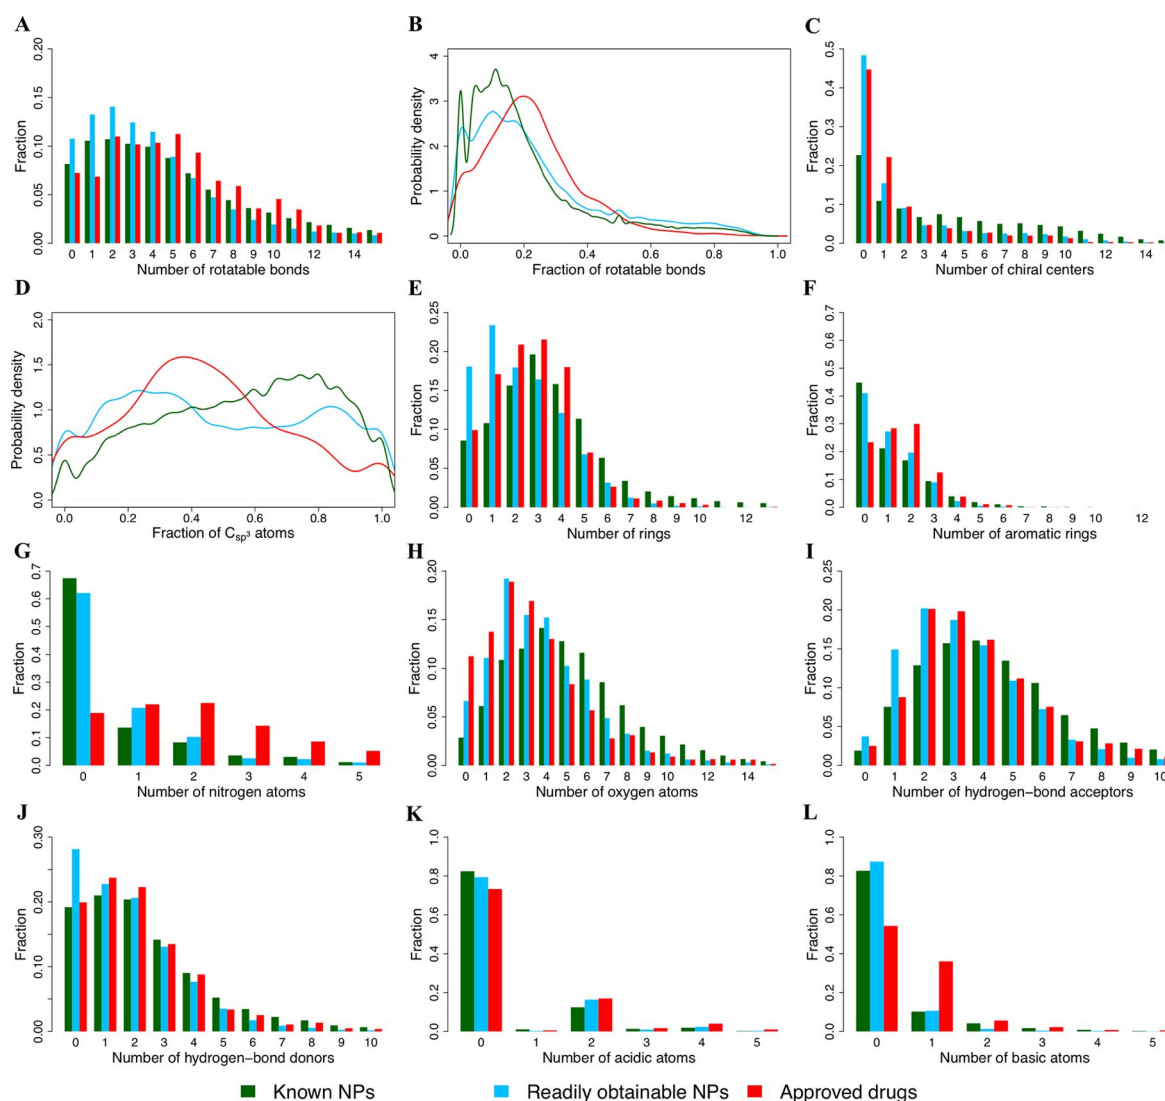 A
B
C
0.00 0.05 0.10 0.15 0.20
Fraction
0 1 2 3 4 5 6 7 8 9 10 12 14
Number of rotatable bonds
0 1 2 3 4
Probability density
0.0 0.2 0.4 0.6 0.8 1.0
Fraction of rotatable bonds
0.0 0.1 0.2 0.3 0.4 0.5
Fraction
0 1 2 3 4 5 6 7 8 9 10 12 14
Number of chiral centers
D
E
F
0.0 0.5 1.0 1.5 2.0
Probability density
0.0 0.2 0.4 0.6 0.8 1.0
Fraction of Csp³ atoms
0.00 0.05 0.10 0.15 0.20 0.25
Fraction
0 1 2 3 4 5 6 7 8 9 10 12
Number of rings
0.0 0.1 0.2 0.3 0.4 0.5 0.6 0.7
Fraction
0 1 2 3 4 5 6 7 8 9 10 12
Number of aromatic rings
G
H
I
0.0 0.1 0.2 0.3 0.4 0.5 0.6 0.7
Fraction
0 1 2 3 4 5
Number of nitrogen atoms
0.00 0.05 0.10 0.15 0.20
Fraction
0 1 2 3 4 5 6 7 8 9 10 12 14
Number of oxygen atoms
0.00 0.05 0.10 0.15 0.20 0.25
Fraction
0 1 2 3 4 5 6 7 8 9 10
Number of hydrogen−bond acceptors
J
K
L
0.00 0.10 0.20 0.30
Fraction
0 1 2 3 4 5 6 7 8 9 10
Number of hydrogen−bond donors
0.0 0.2 0.4 0.6 0.8 1.0
Fraction
0 1 2 3 4 5
Number of acidic atoms
0.0 0.2 0.4 0.6 0.8 1.0
Fraction
0 1 2 3 4 5
Number of basic atoms
Known NPs
Readily obtainable NPs
Approved drugs